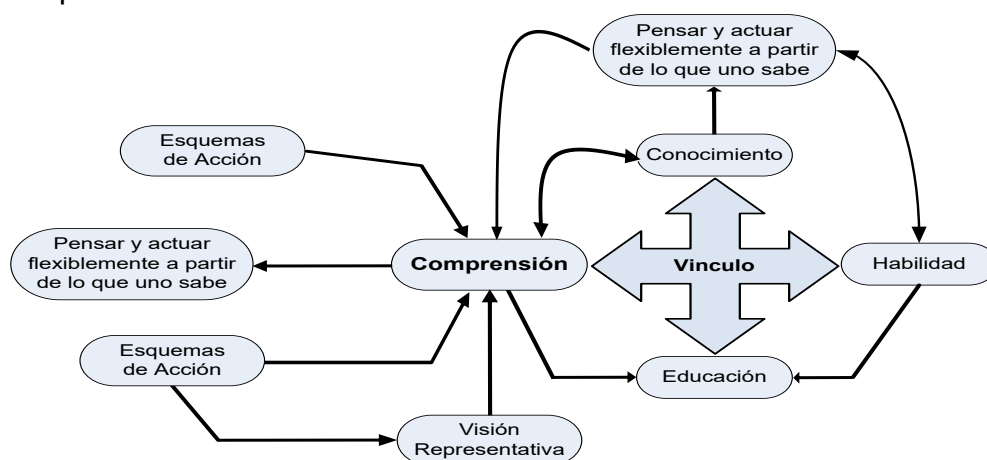 Pensar y actuar
flexiblemente a partir
de lo que uno sabe
Esquemas
de Acción
Conocimiento
Pensar y actuar
flexiblemente a partir
de lo que uno sabe
Comprensión
Vinculo
Habilidad
Esquemas
de Acción
Educación
Visión
Representativa